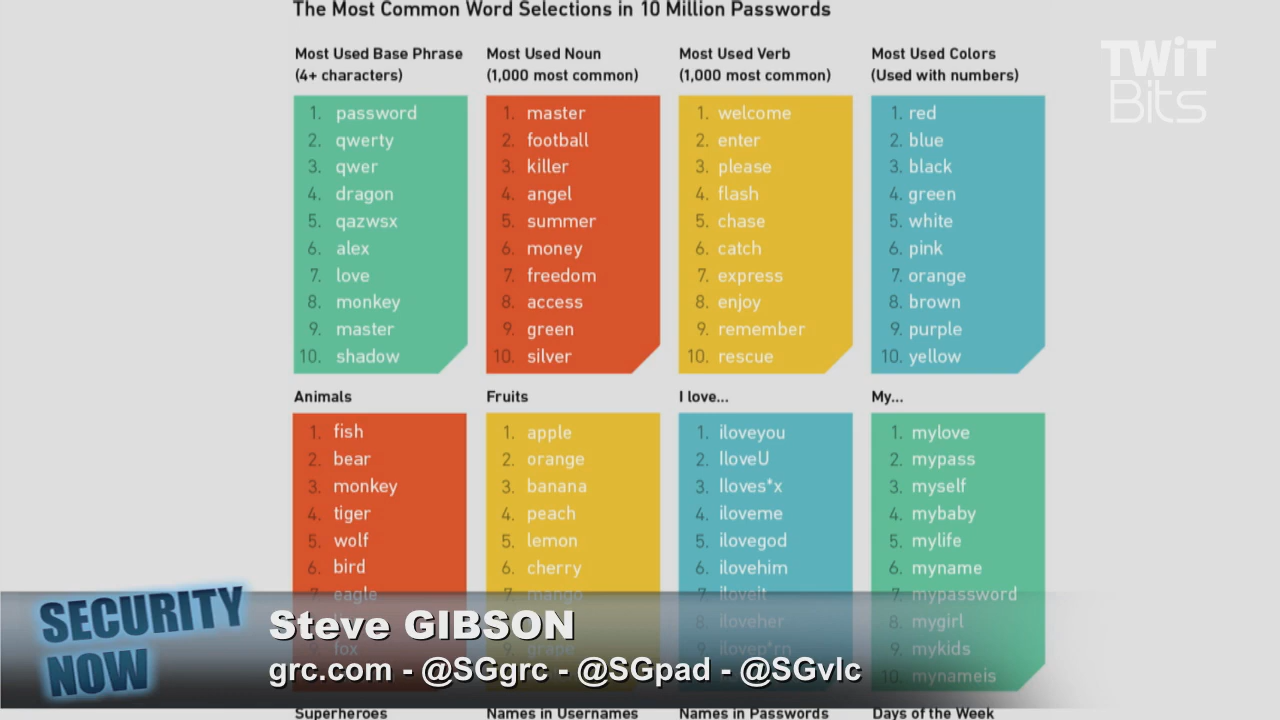 The Most Common Word Selections in 10 Million Passwords
TWiT
Bits
Most Used Base Phrase
(4+ characters)
1. password
2. qwerty
3. qwer
4. dragon
5. qazwsx
6. alex
7. love
8. monkey
9. master
10. shadow
Most Used Noun
(1,000 most common)
1. master
2. football
3. killer
4. angel
5. summer
6. money
7. freedom
8. access
9. green
10. silver
Most Used Verb
(1,000 most common)
1. welcome
2. enter
3. please
4. flash
5. chase
6. catch
7. express
8. enjoy
9. remember
10. rescue
Most Used Colors
(Used with numbers)
1. red
2. blue
3. black
4. green
5. white
6. pink
7. orange
8. brown
9. purple
10. yellow
Animals
1. fish
2. bear
3. monkey
4. tiger
5. wolf
6. bird
7. eagle
fox
Fruits
1. apple
2. orange
3. banana
4. peach
5. lemon
6. cherry
7. mango
9. grape
I love...
1. iloveyou
2. IloveU
3. Iloves*x
4. iloveme
5. ilovegod
6. ilovehim
7. iloveit
8. iloveher
9. ilovep*rn
My...
1. mylove
2. mypass
3. myself
4. mybaby
5. mylife
6. myname
7. mypassword
8. mygirl
9. mykids
10. mynameis
SECURITY
NOW
Steve GIBSON
grc.com - @SGgrc - @SGpad - @SGvlc
Superheroes
Names in Usernames
Names in Passwords
Days of the Week